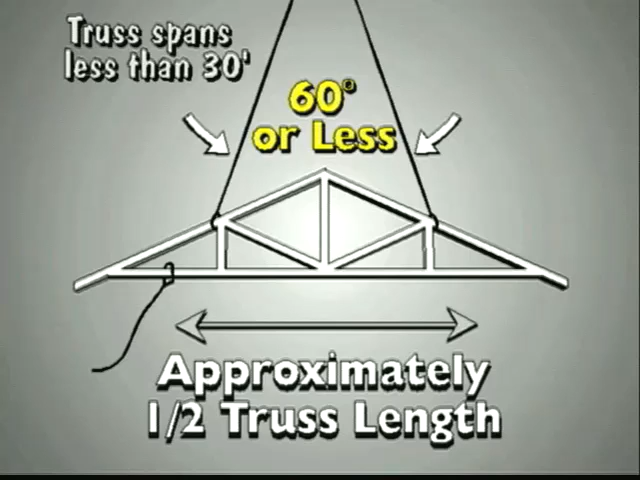 Truss spans
less than 30'
60°
or Less
Approximately
1/2 Truss Length